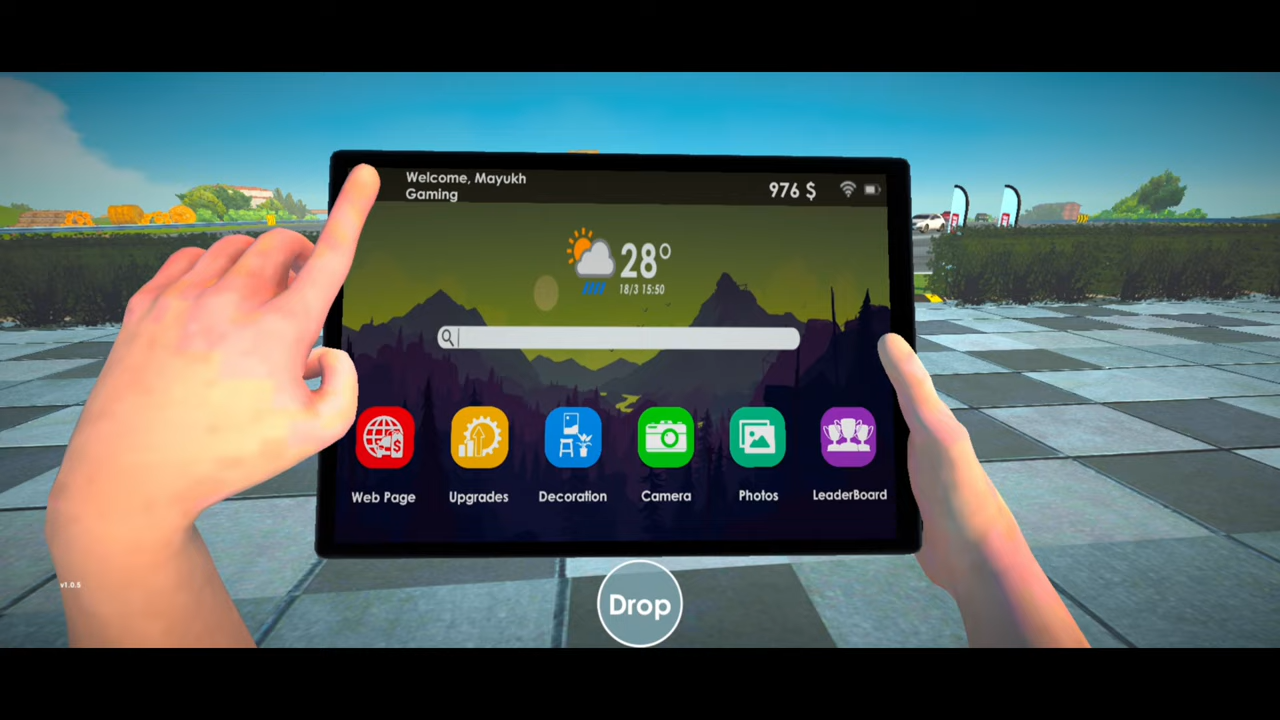 Welcome, Mayukh
Gaming
976 $
28°
18/3 15:50
Web Page
Upgrades
Decoration
Camera
Photos
LeaderBoard
v1.0.5
Drop